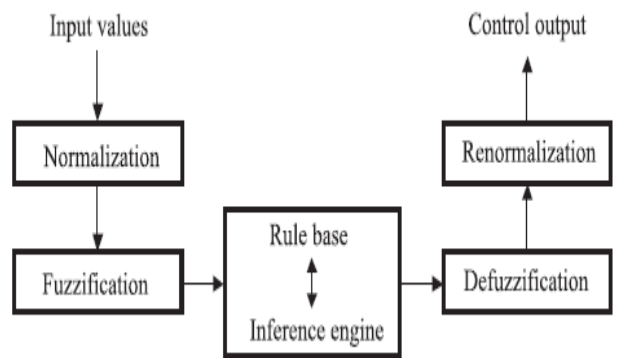 Input values
Normalization
Fuzzification
Rule base
Inference engine
Defuzzification
Renormalization
Control output